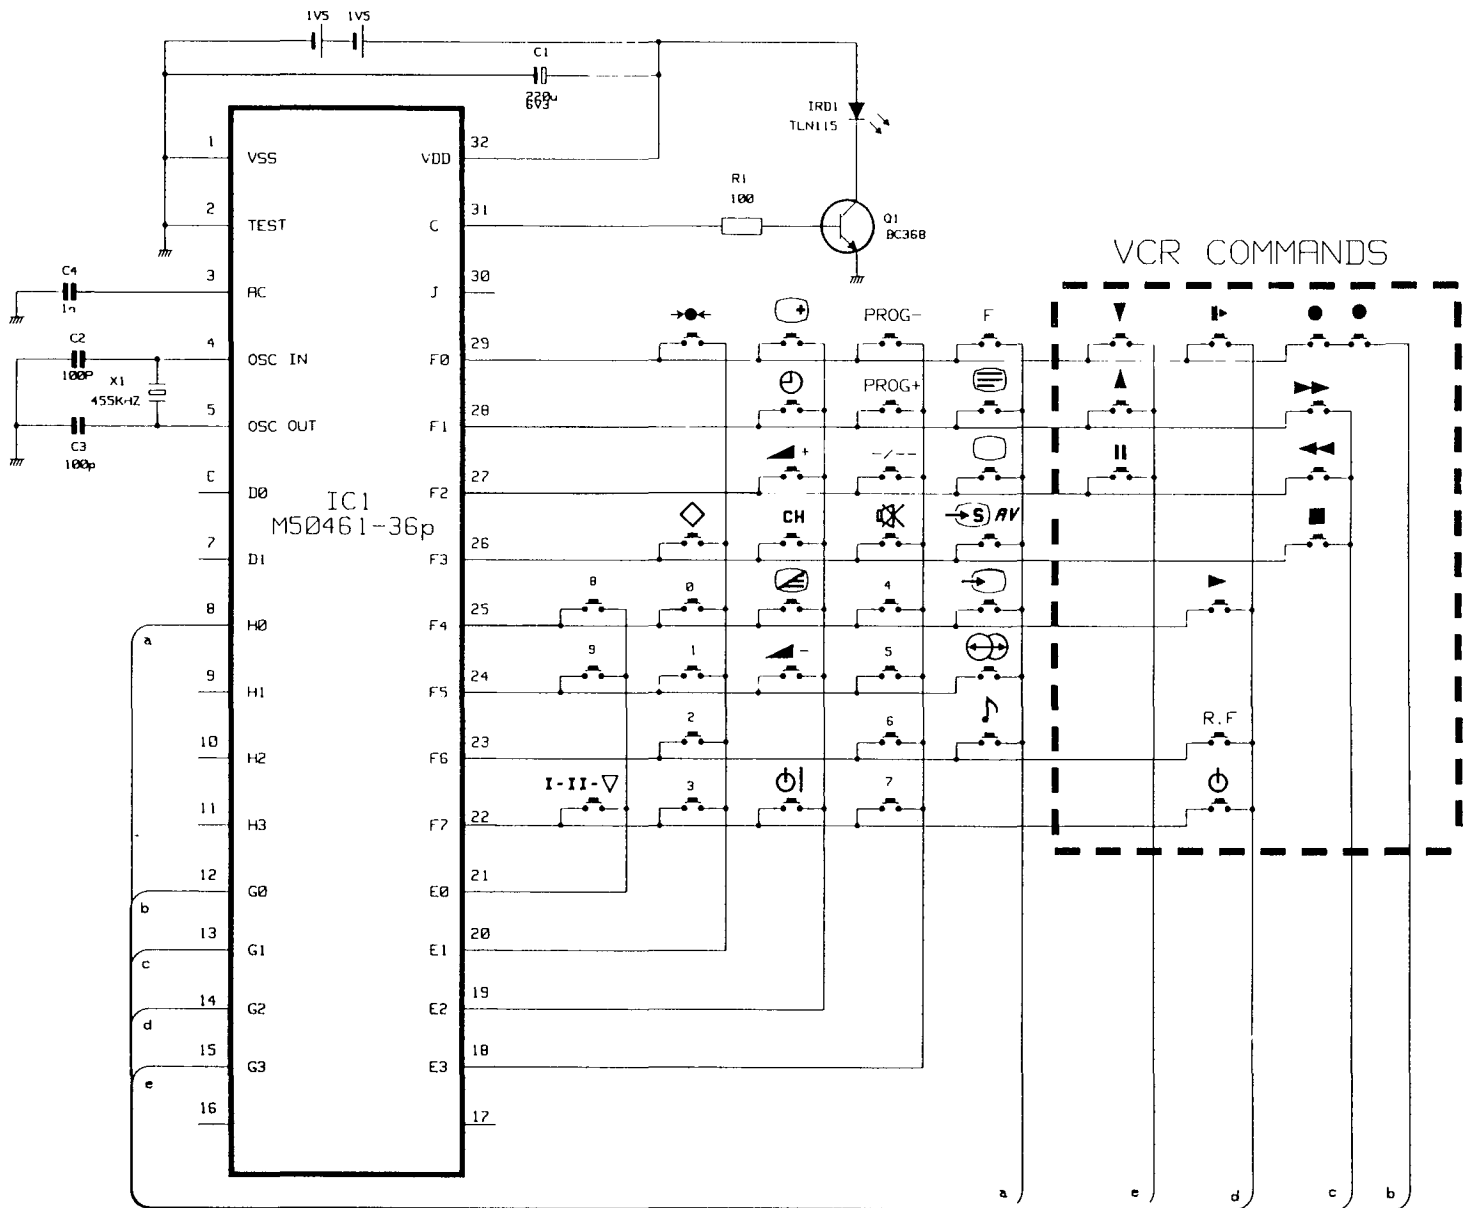 1V5 1V5
C1
220u
6V3
IRD1
TLN115
1 VSS VDD 32
R1
100
2 TEST C 31
Q1
BC368
VCR COMMANDS
C4
1n
3 AC J 30
PROG- F
C2
100P
4 OSC IN F0 29
X1
455KHZ
PROG+
5 OSC OUT F1 28
C3
100p
+ -/--
C D0 F2 27
IC1
M50461-36p
CH S AV
7 D1 F3 26
8 0 4
8 H0 F4 25
a
9 1 - 5
9 H1 F5 24
2 6 R.F
10 H2 F6 23
I-II-▽ 3 7
11 H3 F7 22
12 G0 E0 21
b
13 G1 E1 20
c
14 G2 E2 19
d
15 G3 E3 18
e
16 17
a e d c b